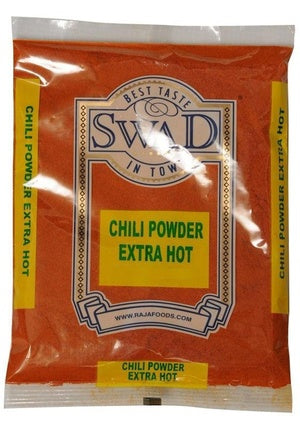 BEST TASTE
SWAD
®
IN TOWN
CHILI POWDER
EXTRA HOT
WWW.RAJAFOODS.COM
CHILI POWDER EXTRA HOT
CHILI POWDER EXTRA HOT
CHILI POWDER
EXTRA HOT